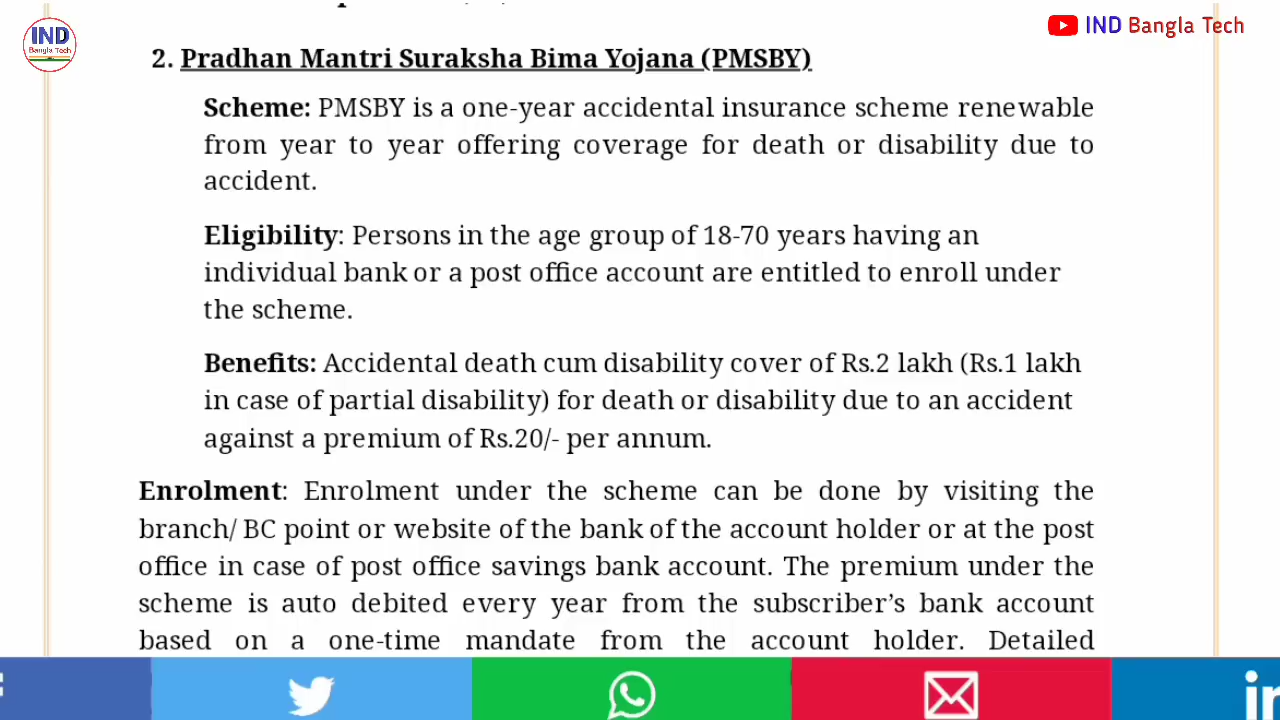 IND
Bangla Tech
IND Bangla Tech
2. Pradhan Mantri Suraksha Bima Yojana (PMSBY)
Scheme: PMSBY is a one-year accidental insurance scheme renewable
from year to year offering coverage for death or disability due to
accident.
Eligibility: Persons in the age group of 18-70 years having an
individual bank or a post office account are entitled to enroll under
the scheme.
Benefits: Accidental death cum disability cover of Rs.2 lakh (Rs.1 lakh
in case of partial disability) for death or disability due to an accident
against a premium of Rs.20/- per annum.
Enrolment: Enrolment under the scheme can be done by visiting the
branch/ BC point or website of the bank of the account holder or at the post
office in case of post office savings bank account. The premium under the
scheme is auto debited every year from the subscriber’s bank account
based on a one-time mandate from the account holder. Detailed
in